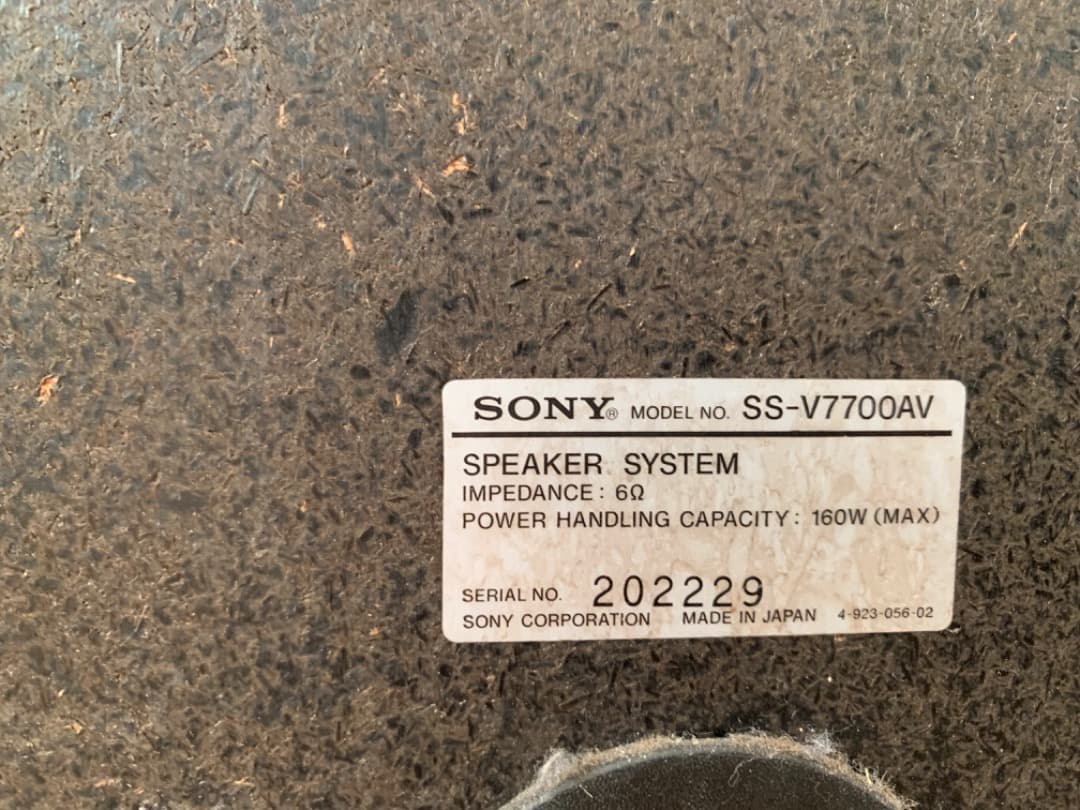 SONY® MODEL NO. SS-V7700AV
SPEAKER SYSTEM
IMPEDANCE: 6Ω
POWER HANDLING CAPACITY: 160W (MAX)
SERIAL NO. 202229
SONY CORPORATION MADE IN JAPAN 4-923-056-02